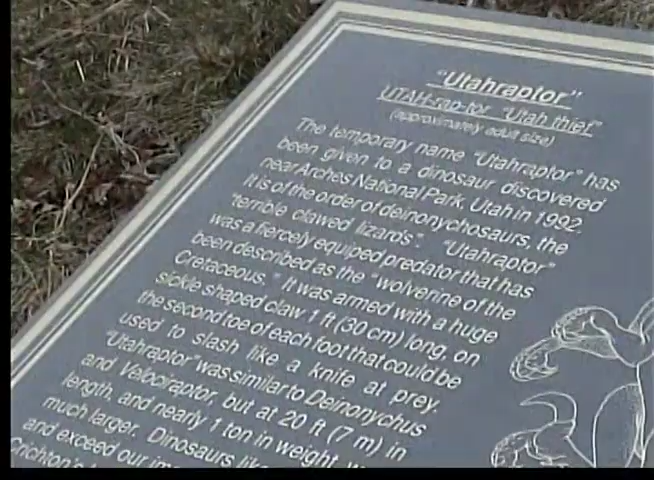 "Utahraptor"
UTAH-rap-tor "Utah thief"
(approximately adult size)
The temporary name "Utahraptor" has
been given to a dinosaur discovered
near Arches National Park, Utah in 1992.
It is of the order of deinonychosaurs, the
"terrible clawed lizards". "Utahraptor"
was a fiercely equiped predator that has
been described as the "wolverine of the
Cretaceous." It was armed with a huge
sickle shaped claw 1 ft (30 cm) long, on
the second toe of each foot that could be
used to slash like a knife at prey.
"Utahraptor" was similar to Deinonychus
and Velociraptor, but at 20 ft (7 m) in
length, and nearly 1 ton in weight,
much larger. Dinosaurs
and exceed our
Crichton's